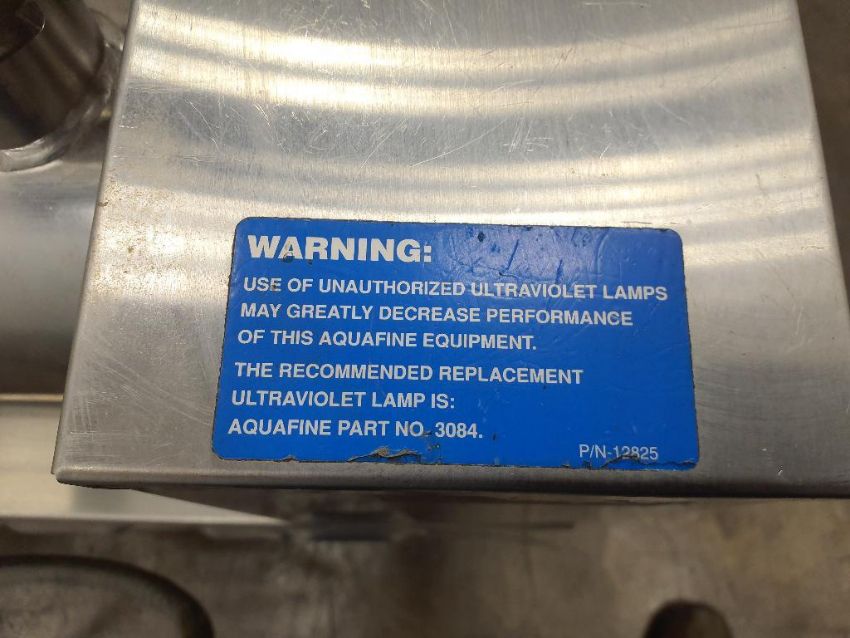 WARNING:
USE OF UNAUTHORIZED ULTRAVIOLET LAMPS
MAY GREATLY DECREASE PERFORMANCE
OF THIS AQUAFINE EQUIPMENT.
THE RECOMMENDED REPLACEMENT
ULTRAVIOLET LAMP IS:
AQUAFINE PART NO. 3084.
P/N-12825